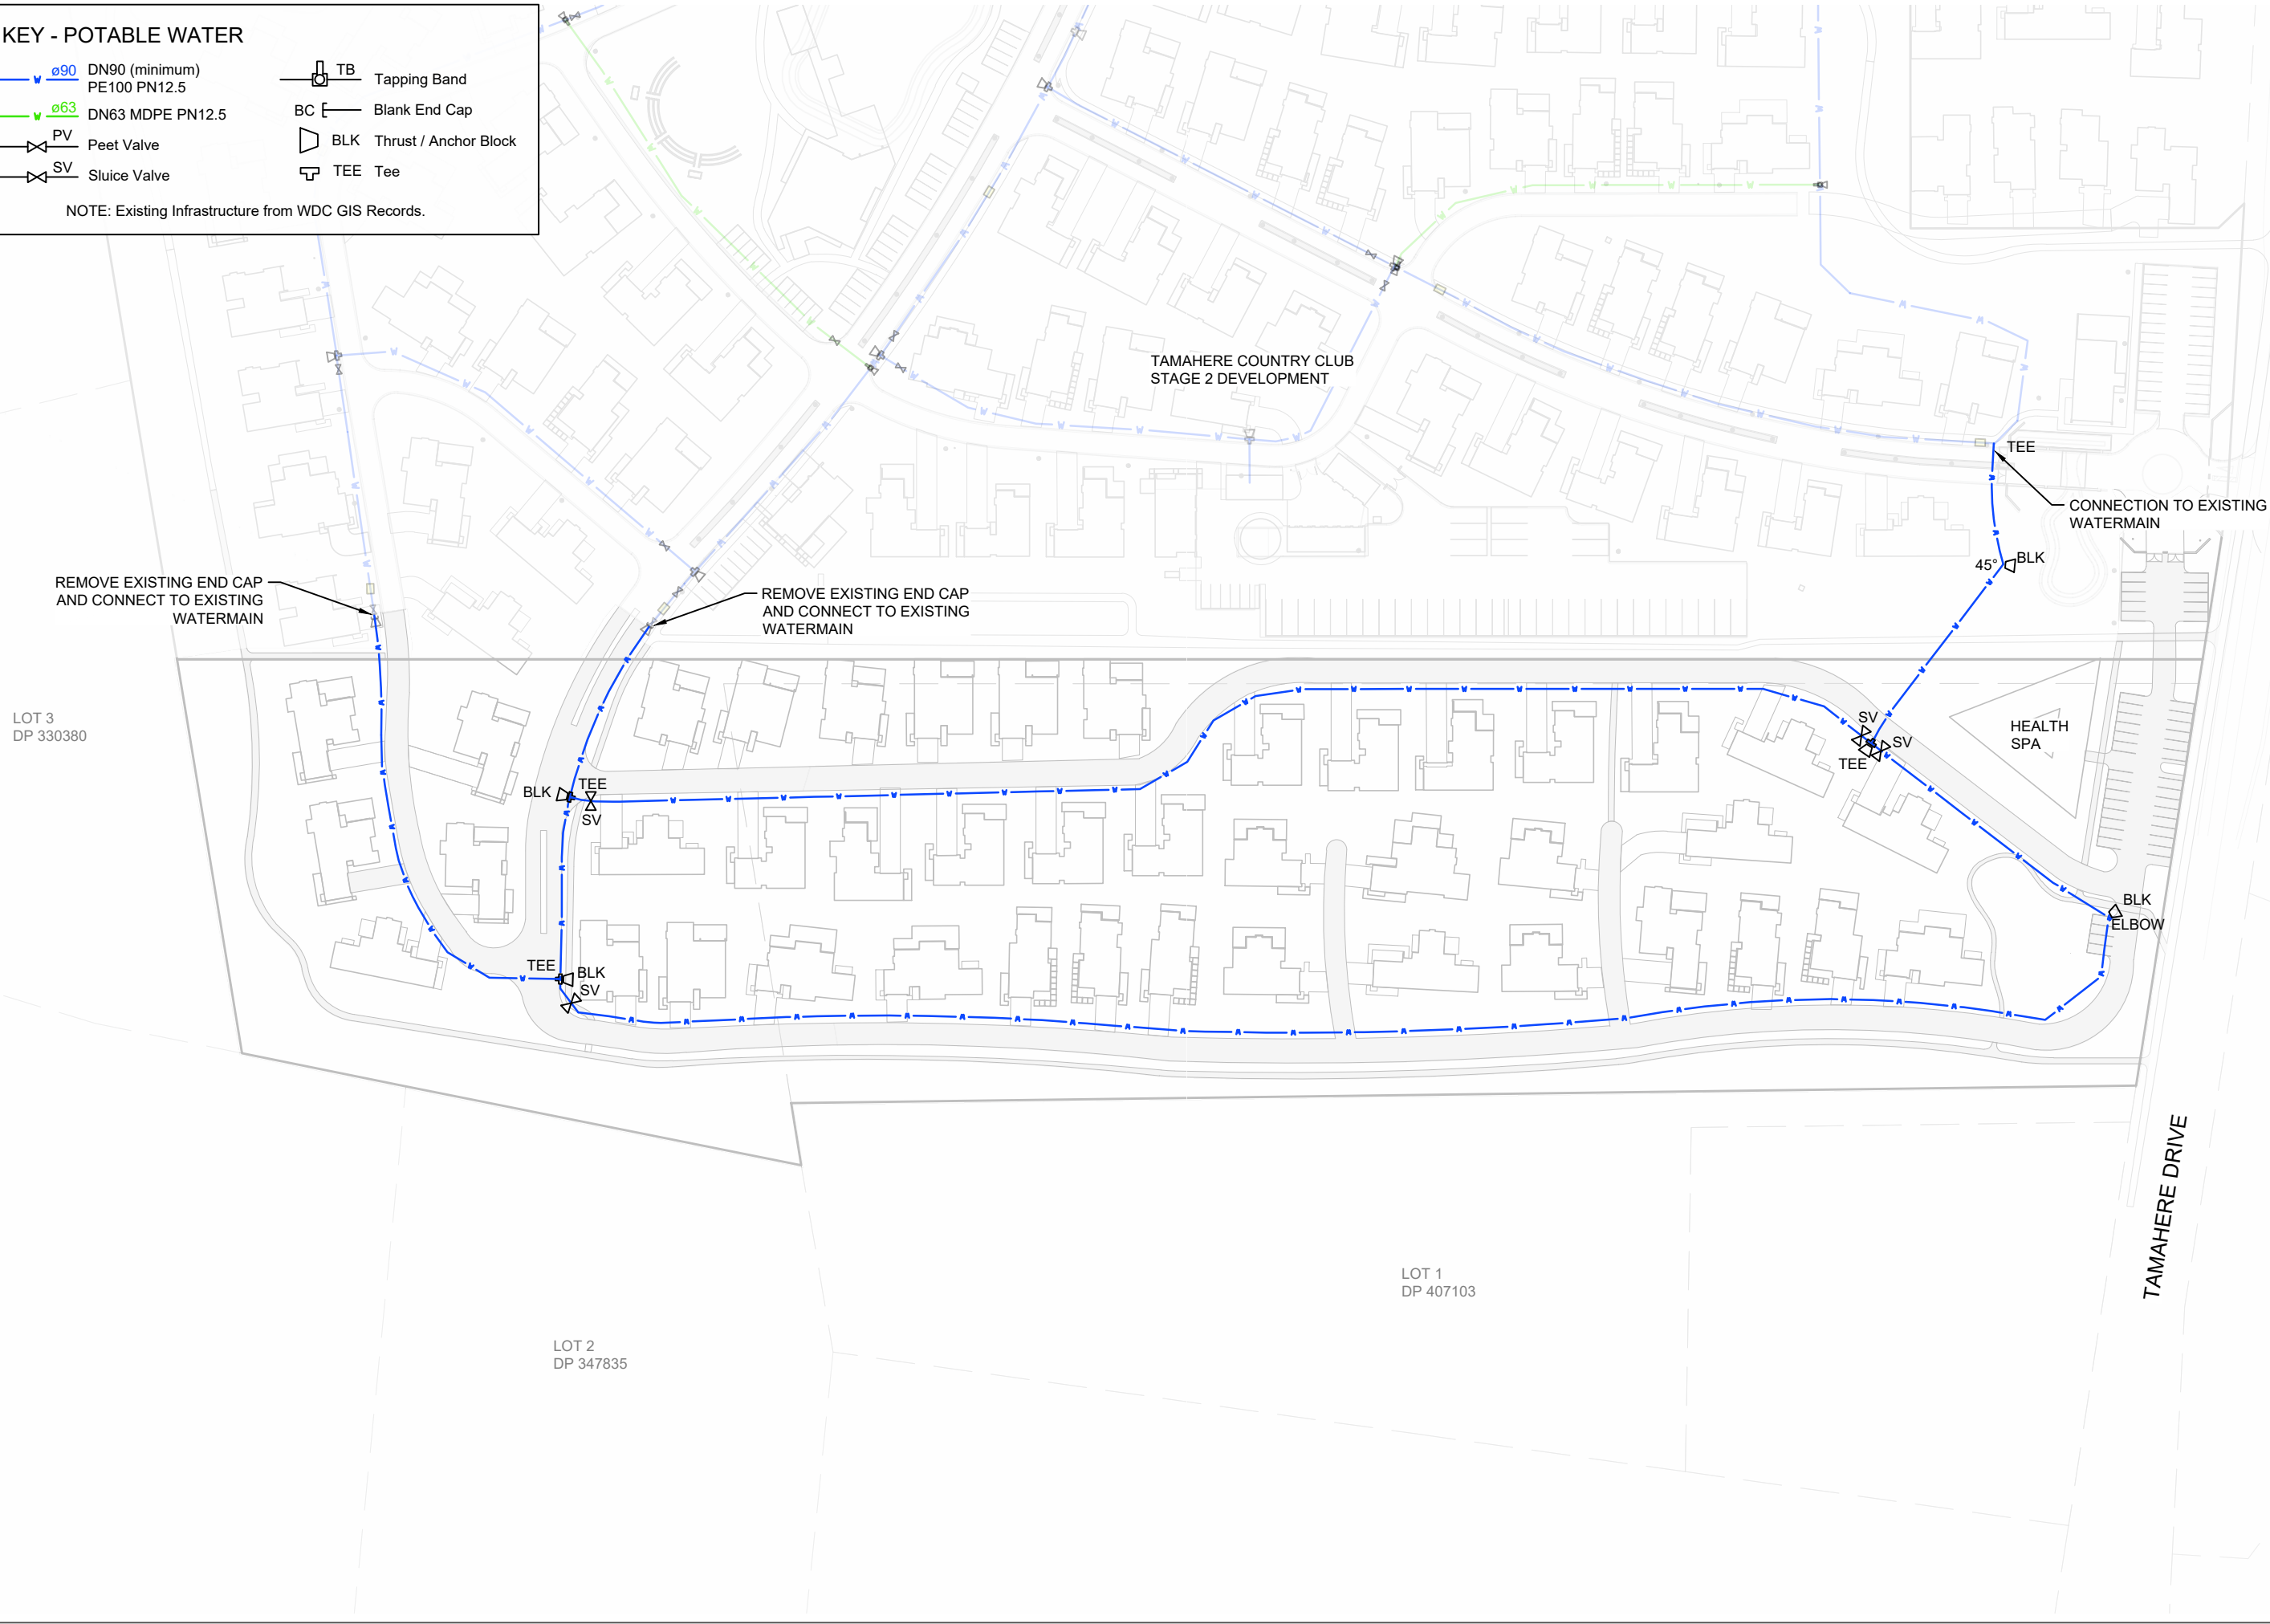 KEY - POTABLE WATER
ø90
DN90 (minimum)
PE100 PN12.5
ø63
DN63 MDPE PN12.5
PV
Peet Valve
SV
Sluice Valve
TB
Tapping Band
BC
Blank End Cap
BLK
Thrust / Anchor Block
TEE
Tee
NOTE: Existing Infrastructure from WDC GIS Records.
TAMAHERE COUNTRY CLUB
STAGE 2 DEVELOPMENT
TEE
CONNECTION TO EXISTING
WATERMAIN
45°
BLK
REMOVE EXISTING END CAP
AND CONNECT TO EXISTING
WATERMAIN
REMOVE EXISTING END CAP
AND CONNECT TO EXISTING
WATERMAIN
LOT 3
DP 330380
SV
SV
TEE
HEALTH
SPA
BLK
TEE
SV
BLK
ELBOW
TEE
BLK
SV
TAMAHERE DRIVE
LOT 1
DP 407103
LOT 2
DP 347835